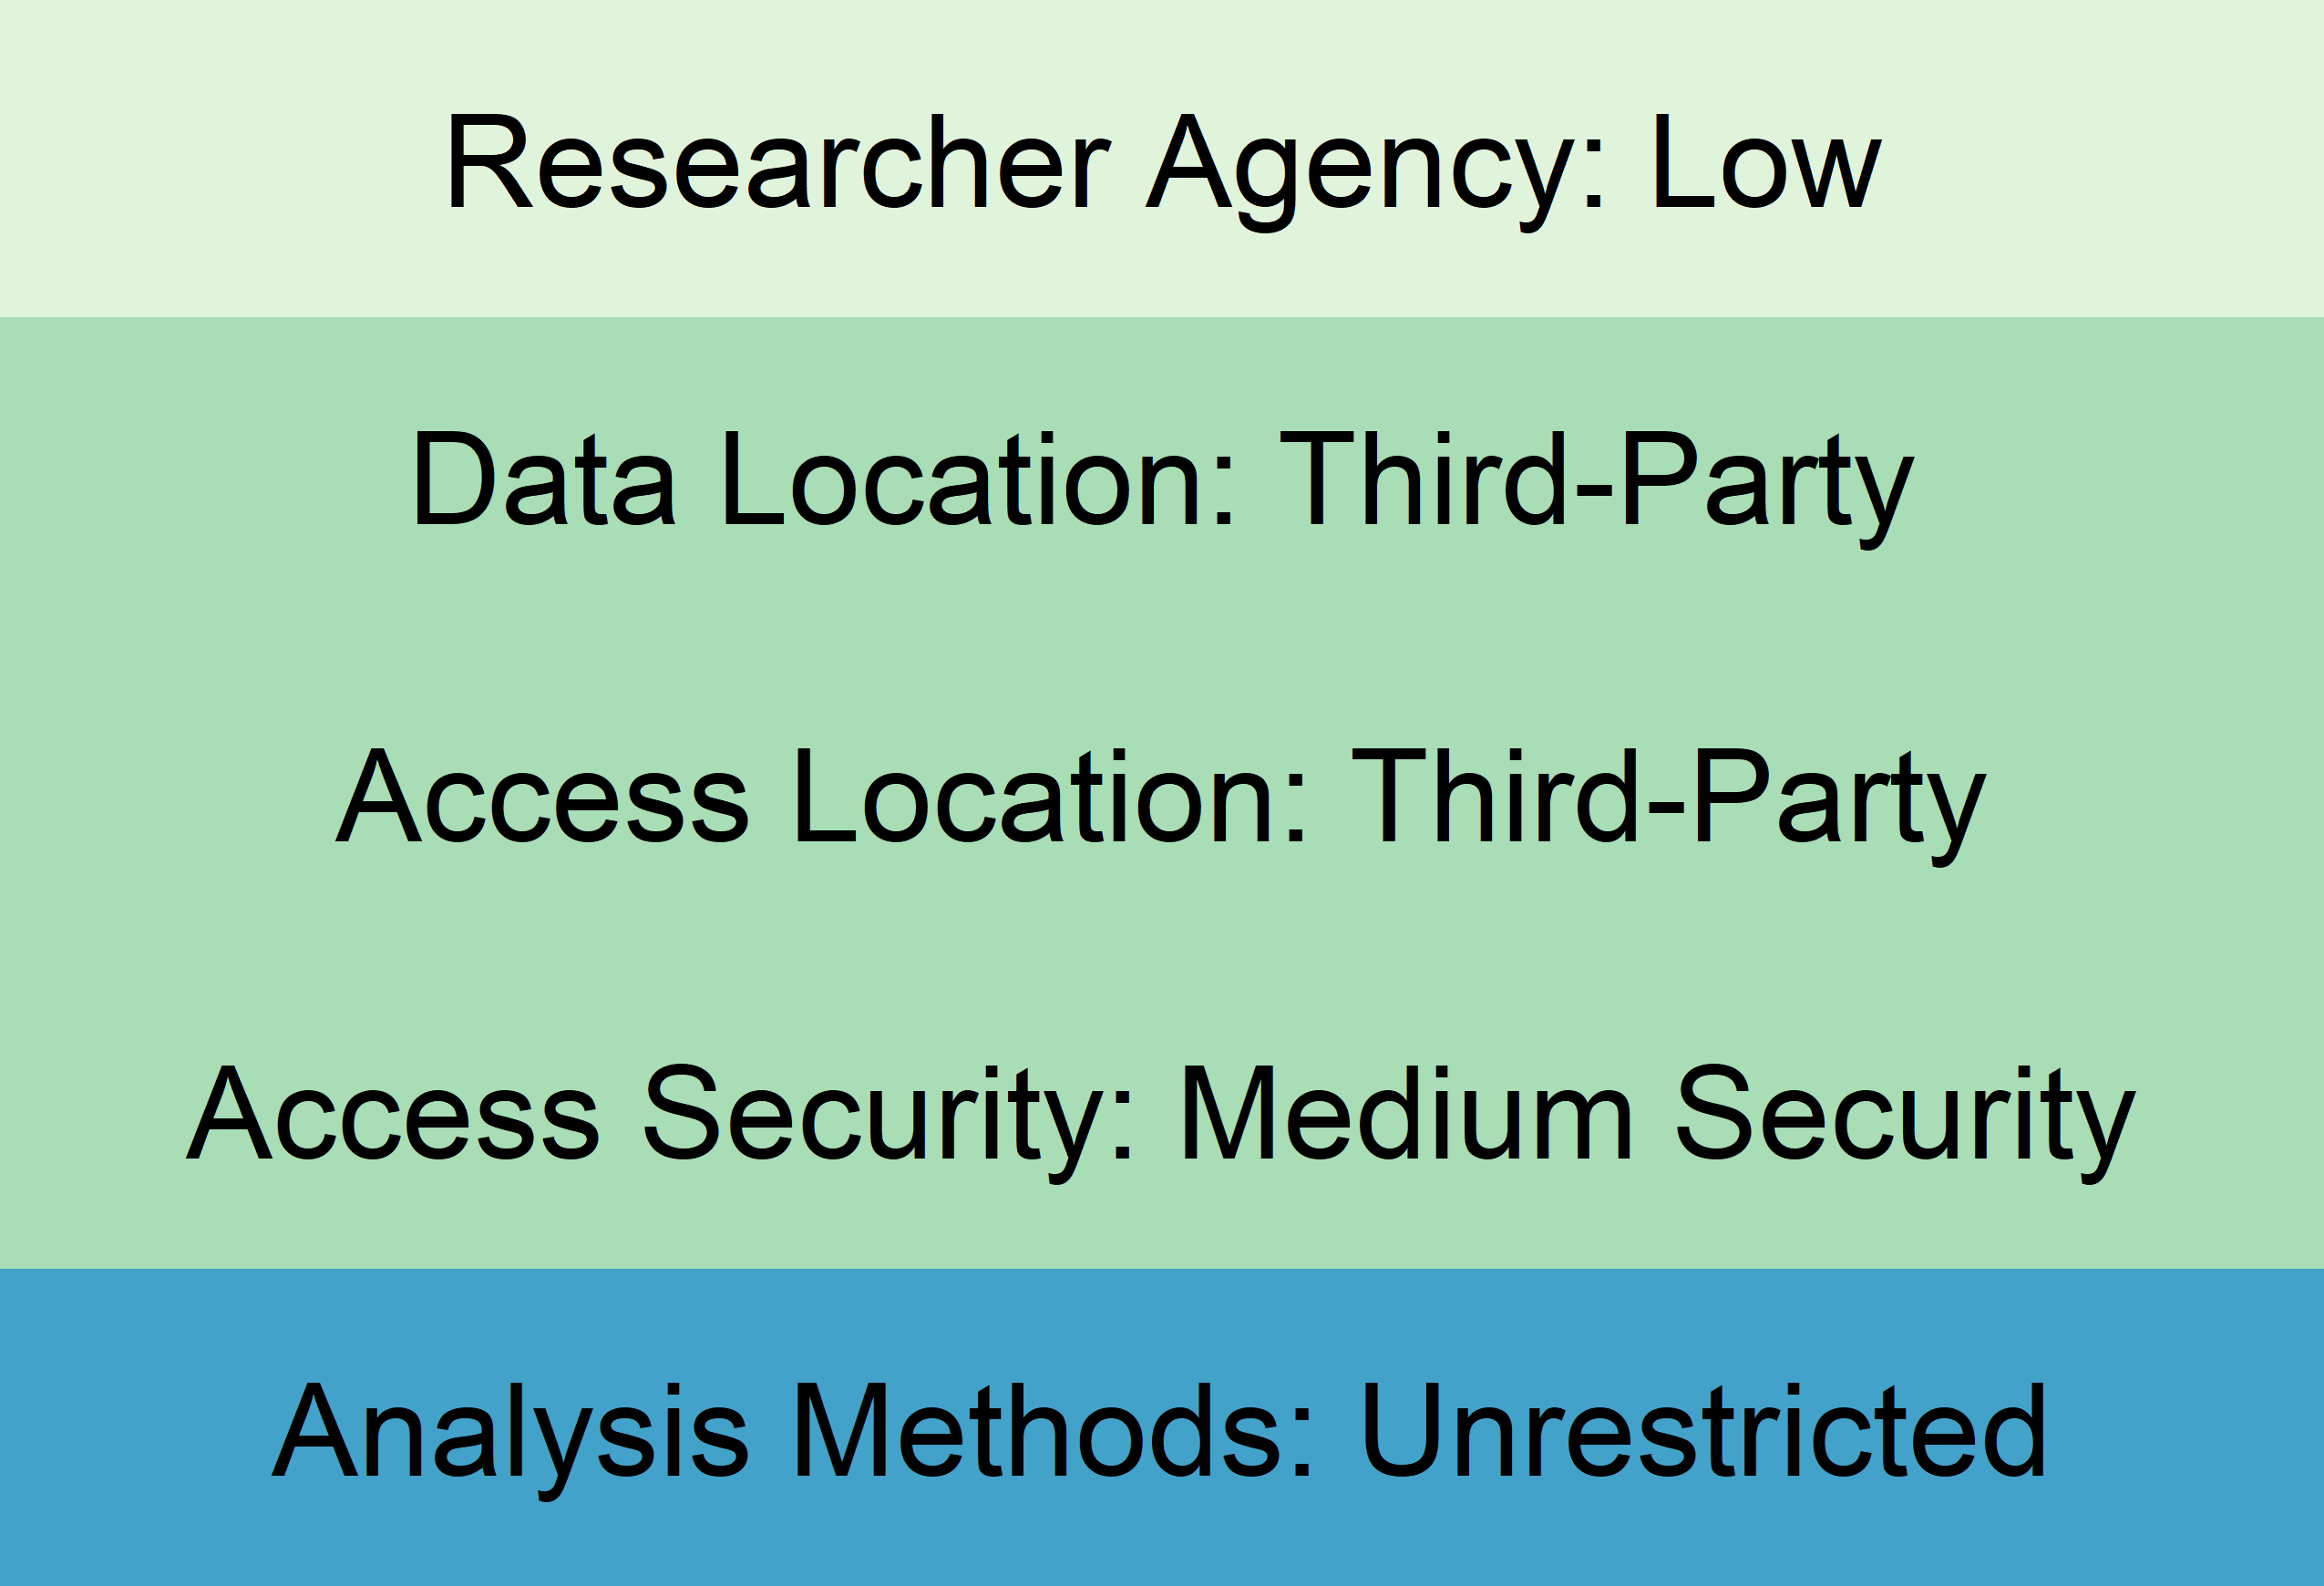 Researcher Agency: Low
Data Location: Third-Party
Access Location: Third-Party
Access Security: Medium Security
Analysis Methods: Unrestricted